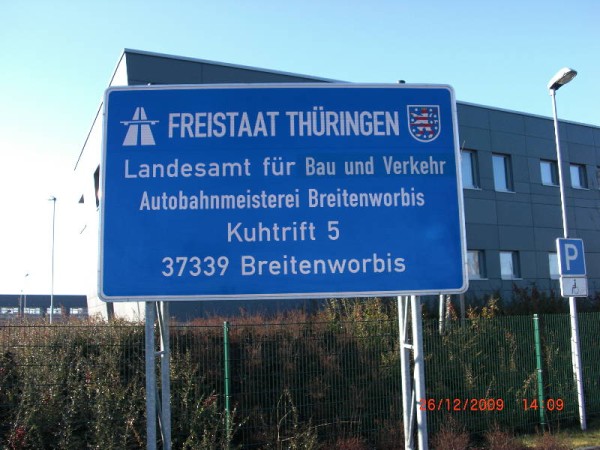 FREISTAAT THÜRINGEN
Landesamt für Bau und Verkehr
Autobahnmeisterei Breitenworbis
Kuhtrift 5
37339 Breitenworbis
P
26/12/2009 14:09